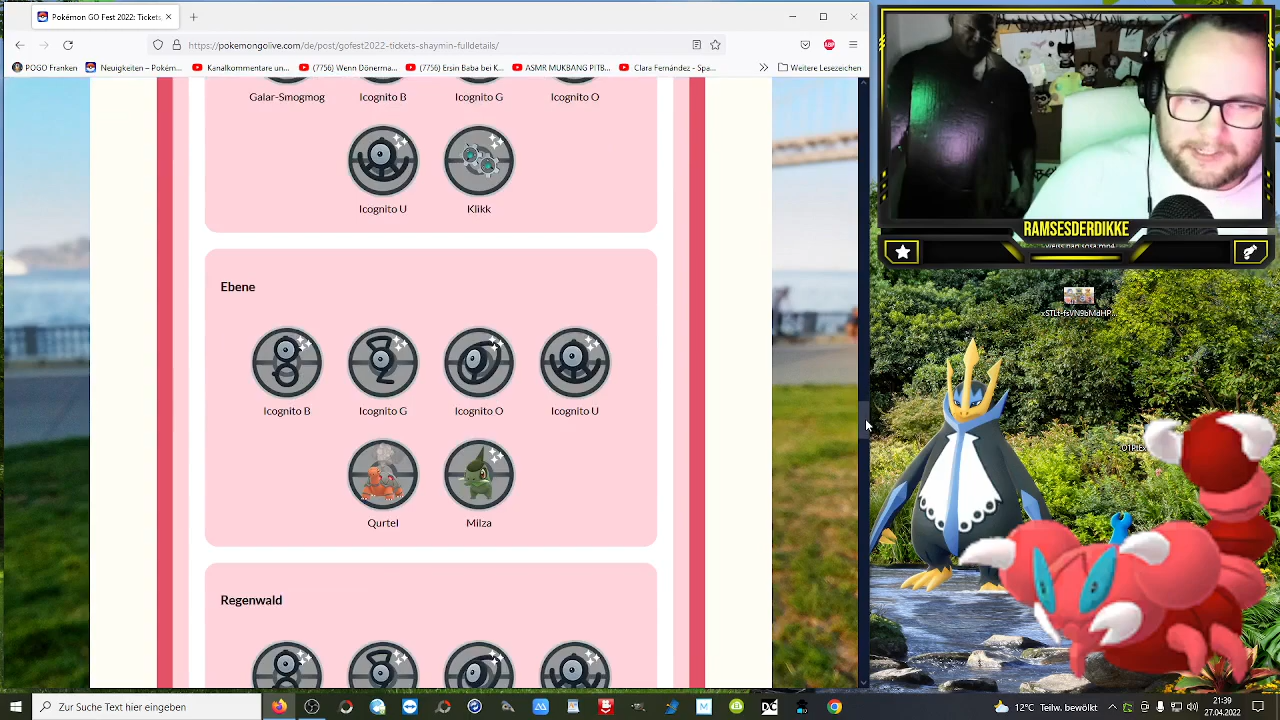 Pokémon GO Fest 2022: Tickets
https://pokemongolive.com/de/post/gofest2022-tickets-shaymin-fulldetails/
POGO Franken
Neuigkeiten – Pokém...
Kanalkommentare un...
(7756) Wenn Informa...
(7756) Ersin Baba bei K...
ASMR MUKBANG PITB...
Clara Fernández - Spa...
Weitere Lesezeichen
Galar-Smogmog
Icognito B
Icognito G
Icognito O
Icognito U
Klikk
Ebene
Icognito B
Icognito G
Icognito O
Icognito U
Qurtel
Milza
Regenwald
RAMSESDERDIKKE
Zur Suche Text hier eingeben
12°C Teilw. bewölkt
21:39
27.04.2022